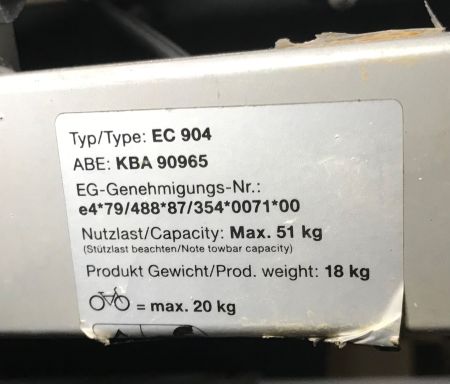 Typ/Type: EC 904
ABE: KBA 90965
EG-Genehmigungs-Nr.:
e4*79/488*87/354*0071*00
Nutzlast/Capacity: Max. 51 kg
(Stützlast beachten/Note towbar capacity)
Produkt Gewicht/Prod. weight: 18 kg
= max. 20 kg